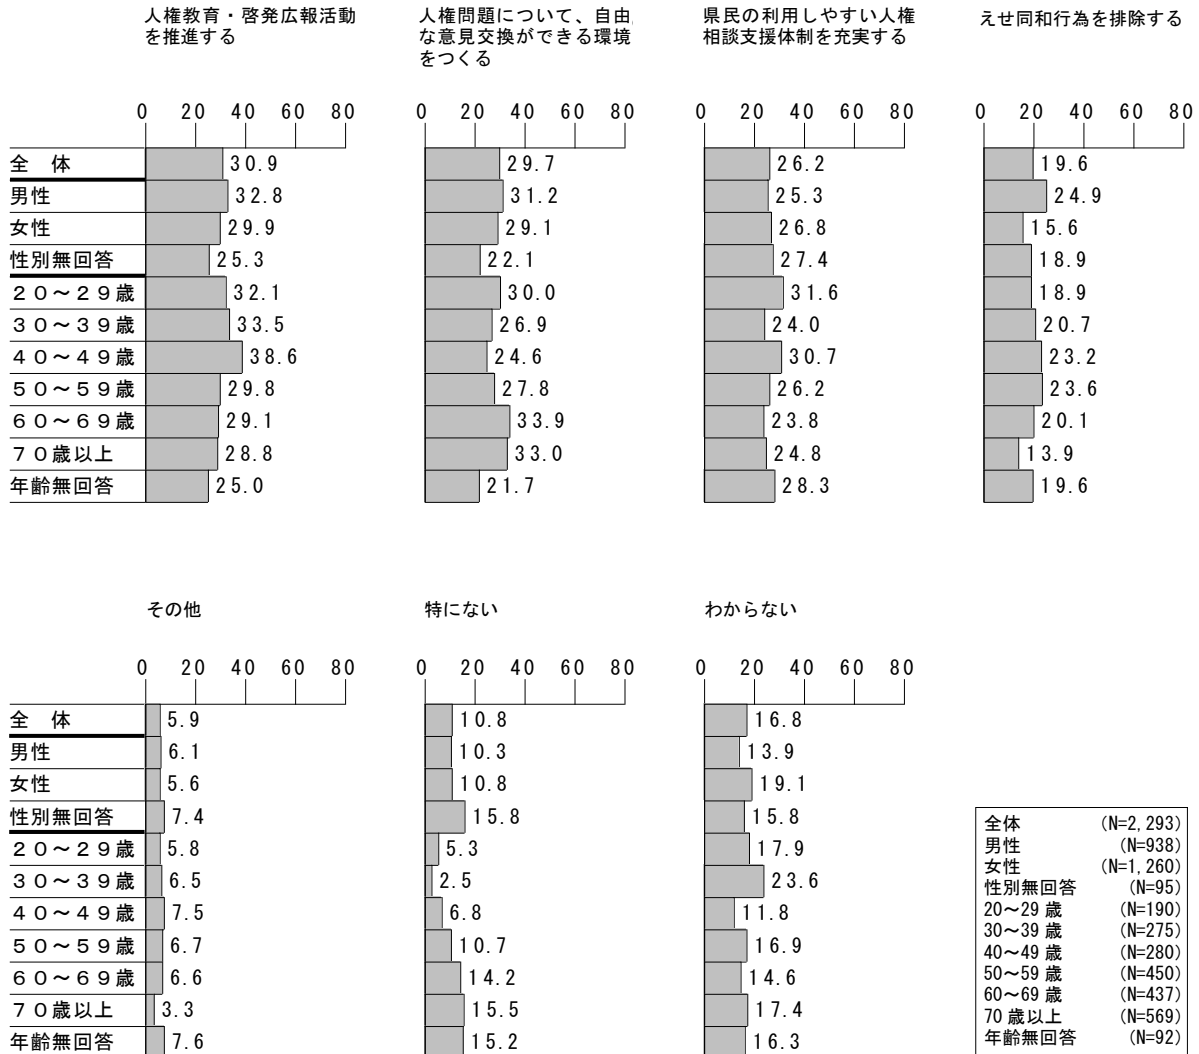 人権教育・啓発広報活動
を推進する
人権問題について、自由
な意見交換ができる環境
をつくる
県民の利用しやすい人権
相談支援体制を充実する
えせ同和行為を排除する
0 20 40 60 80 0 20 40 60 80 0 20 40 60 80 0 20 40 60 80
全 体 30.9 29.7 26.2 19.6
男性 32.8 31.2 25.3 24.9
女性 29.9 29.1 26.8 15.6
性別無回答 25.3 22.1 27.4 18.9
20～29歳 32.1 30.0 31.6 18.9
30～39歳 33.5 26.9 24.0 20.7
40～49歳 38.6 24.6 30.7 23.2
50～59歳 29.8 27.8 26.2 23.6
60～69歳 29.1 33.9 23.8 20.1
70歳以上 28.8 33.0 24.8 13.9
年齢無回答 25.0 21.7 28.3 19.6
その他 特にない わからない
0 20 40 60 80 0 20 40 60 80 0 20 40 60 80
全 体 5.9 10.8 16.8
男性 6.1 10.3 13.9
女性 5.6 10.8 19.1
性別無回答 7.4 15.8 15.8
20～29歳 5.8 5.3 17.9
30～39歳 6.5 2.5 23.6
40～49歳 7.5 6.8 11.8
50～59歳 6.7 10.7 16.9
60～69歳 6.6 14.2 14.6
70歳以上 3.3 15.5 17.4
年齢無回答 7.6 15.2 16.3
全体 (N=2,293)
男性 (N=938)
女性 (N=1,260)
性別無回答 (N=95)
20～29 歳 (N=190)
30～39 歳 (N=275)
40～49 歳 (N=280)
50～59 歳 (N=450)
60～69 歳 (N=437)
70 歳以上 (N=569)
年齢無回答 (N=92)